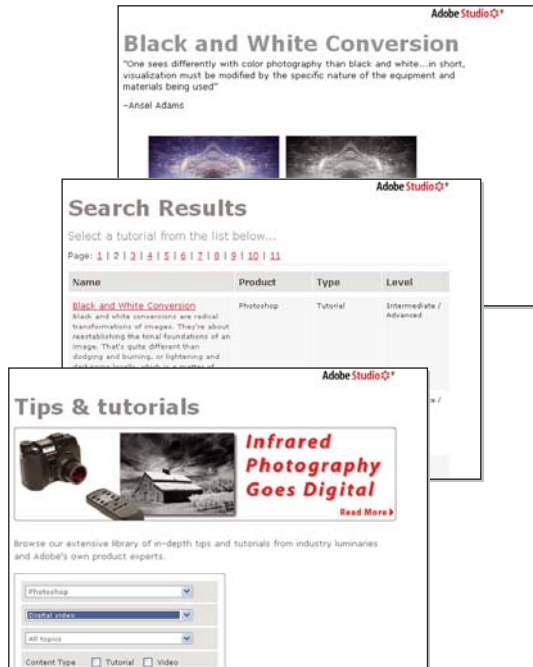 Adobe Studio
Black and White Conversion
"One sees differently with color photography than black and white...in short,
visualization must be modified by the specific nature of the equipment and
materials being used"
–Ansel Adams
Adobe Studio
Search Results
Select a tutorial from the list below...
Page: 1 | 2 | 3 | 4 | 5 | 6 | 7 | 8 | 9 | 10 | 11
Name Product Type Level
Black and White Conversion Photoshop Tutorial Intermediate /
Black and white conversions are radical Advanced
transformations of images. They're about
reestablishing the tonal foundations of an
image. That's quite different than
dodging and burning, or lightening and
Adobe Studio
Tips & tutorials
Infrared
Photography
Goes Digital
Read More
Browse our extensive library of in-depth tips and tutorials from industry luminaries
and Adobe's own product experts.
Photoshop
Digital video
All topics
Content Type Tutorial Video